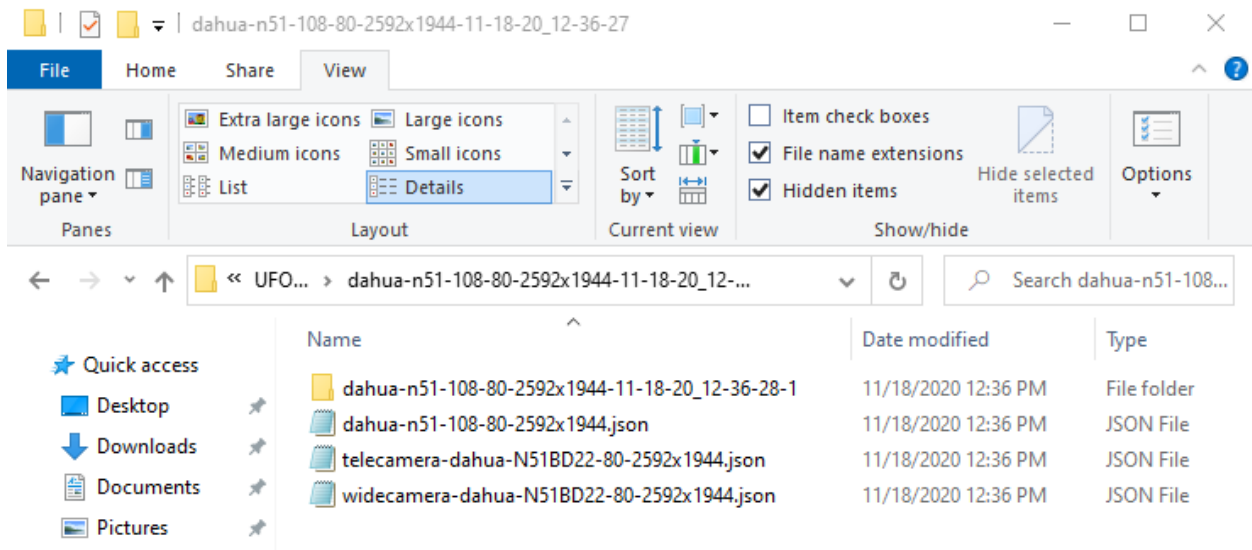 dahua-n51-108-80-2592x1944-11-18-20_12-36-27
File Home Share View
Navigation pane
Extra large icons Large icons
Medium icons Small icons
List Details
Sort by
Item check boxes
File name extensions
Hidden items
Hide selected items
Options
Panes Layout Current view Show/hide
« UFO... › dahua-n51-108-80-2592x1944-11-18-20_12-...
Search dahua-n51-108...
Name Date modified Type
Quick access
Desktop
Downloads
Documents
Pictures
dahua-n51-108-80-2592x1944-11-18-20_12-36-28-1 11/18/2020 12:36 PM File folder
dahua-n51-108-80-2592x1944.json 11/18/2020 12:36 PM JSON File
telecamera-dahua-N51BD22-80-2592x1944.json 11/18/2020 12:36 PM JSON File
widecamera-dahua-N51BD22-80-2592x1944.json 11/18/2020 12:36 PM JSON File